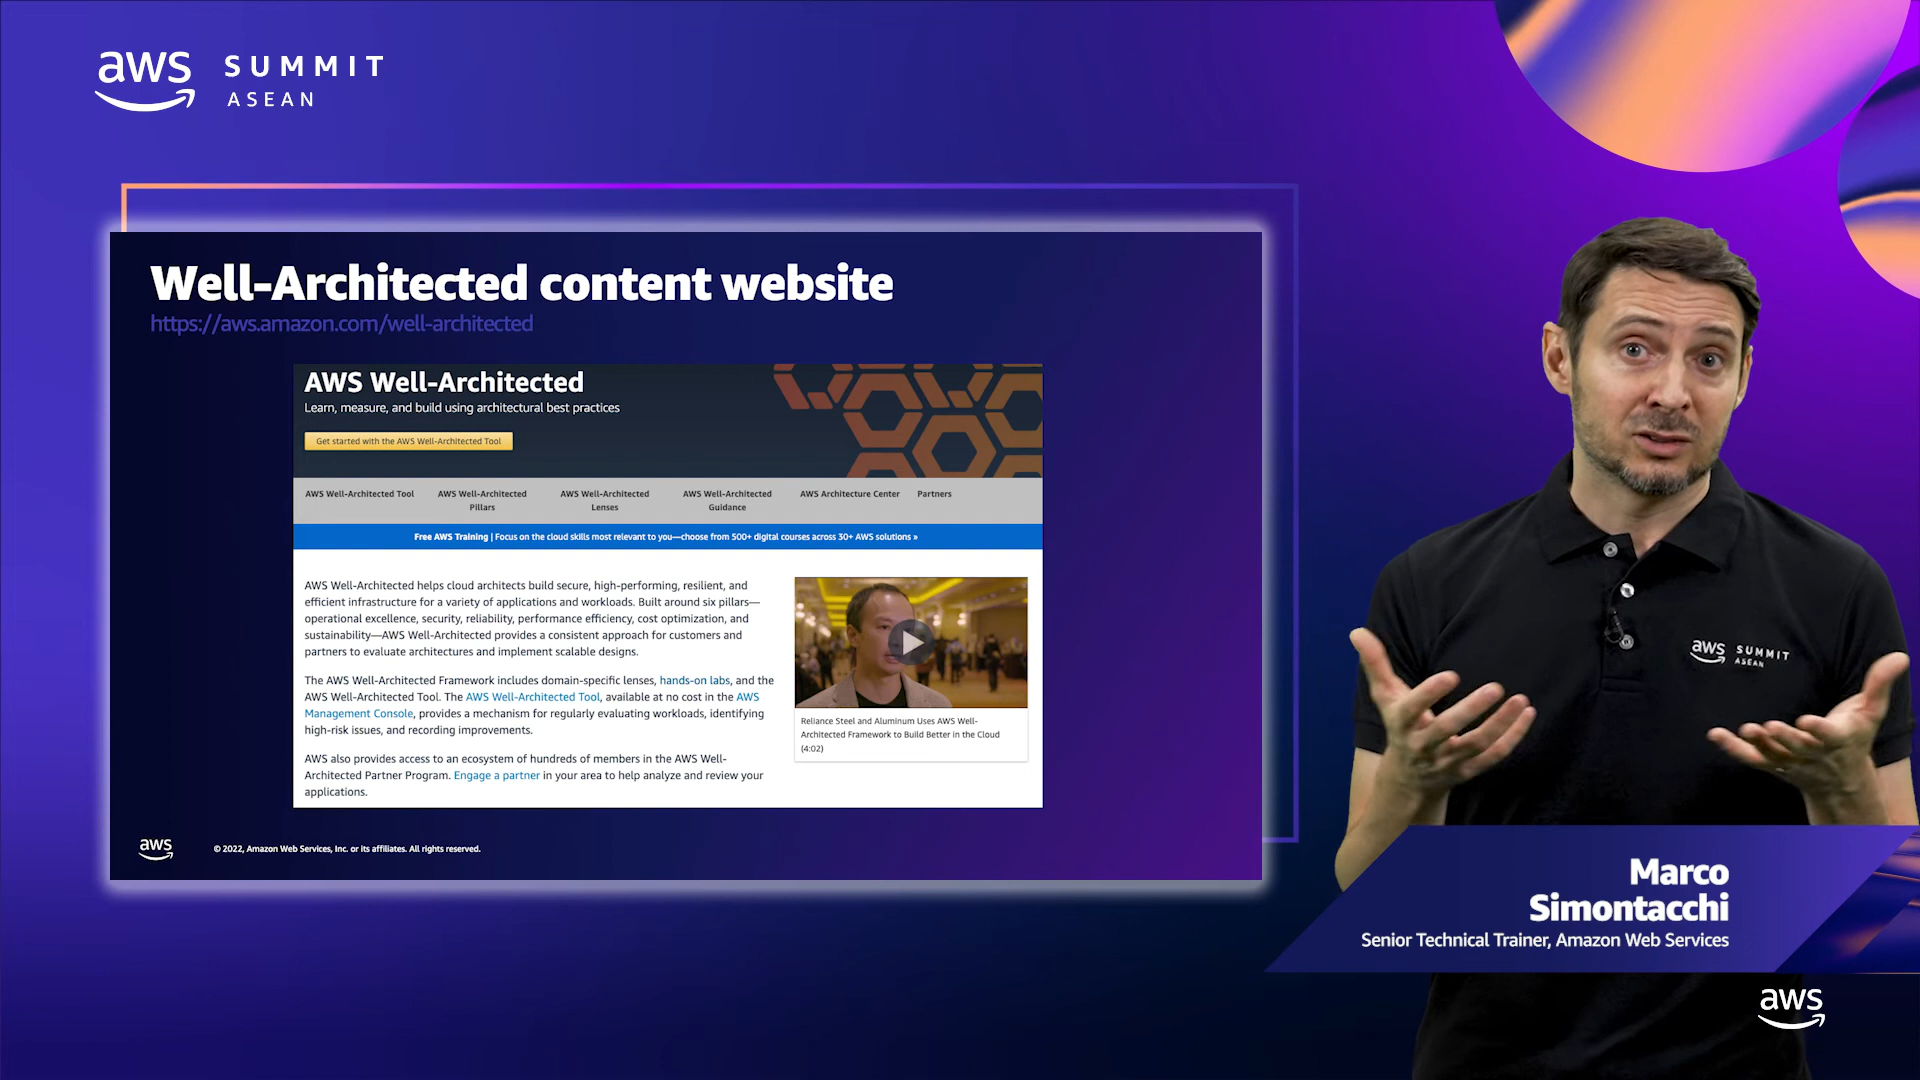 aws SUMMIT
ASEAN
Well-Architected content website
https://aws.amazon.com/well-architected
AWS Well-Architected
Learn, measure, and build using architectural best practices
Get started with the AWS Well-Architected Tool
AWS Well-Architected Tool
AWS Well-Architected
Pillars
AWS Well-Architected
Lenses
AWS Well-Architected
Guidance
AWS Architecture Center
Partners
Free AWS Training | Focus on the cloud skills most relevant to you—choose from 500+ digital courses across 30+ AWS solutions »
AWS Well-Architected helps cloud architects build secure, high-performing, resilient, and
efficient infrastructure for a variety of applications and workloads. Built around six pillars—
operational excellence, security, reliability, performance efficiency, cost optimization, and
sustainability—AWS Well-Architected provides a consistent approach for customers and
partners to evaluate architectures and implement scalable designs.
The AWS Well-Architected Framework includes domain-specific lenses, hands-on labs, and the
AWS Well-Architected Tool. The AWS Well-Architected Tool, available at no cost in the AWS
Management Console, provides a mechanism for regularly evaluating workloads, identifying
high-risk issues, and recording improvements.
AWS also provides access to an ecosystem of hundreds of members in the AWS Well-
Architected Partner Program. Engage a partner in your area to help analyze and review your
applications.
Reliance Steel and Aluminum Uses AWS Well-
Architected Framework to Build Better in the Cloud
(4:02)
aws
© 2022, Amazon Web Services, Inc. or its affiliates. All rights reserved.
aws SUMMIT
ASEAN
Marco
Simontacchi
Senior Technical Trainer, Amazon Web Services
aws